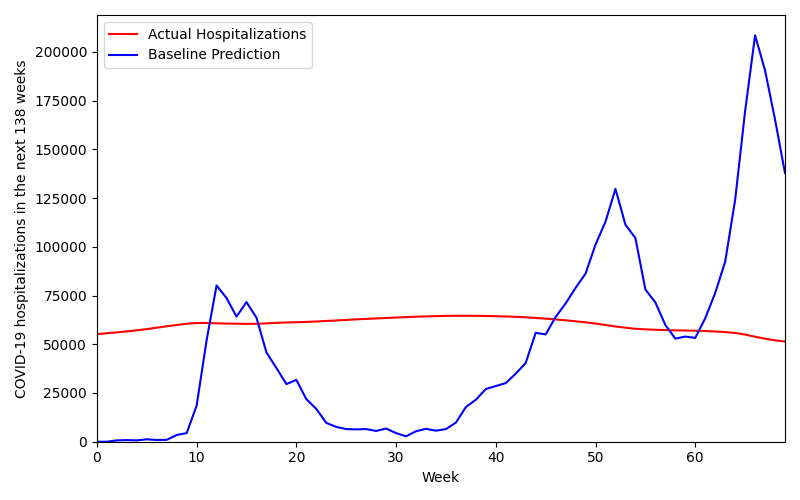 Actual Hospitalizations
Baseline Prediction
COVID-19 hospitalizations in the next 138 weeks
200000
175000
150000
125000
100000
75000
50000
25000
0
0 10 20 30 40 50 60
Week